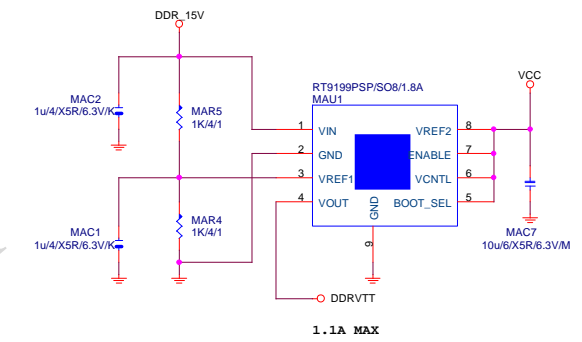 DDR_15V
RT9199PSP/SO8/1.8A
MAU1
VCC
MAC2
1u/4/X5R/6.3V/K
MAR5
1K/4/1
1 VIN VREF2 8
2 GND ENABLE 7
3 VREF1 VCNTL 6
4 VOUT BOOT_SEL 5
GND
9
MAC1
1u/4/X5R/6.3V/K
MAR4
1K/4/1
MAC7
10u/6/X5R/6.3V/M
DDRVTT
1.1A MAX